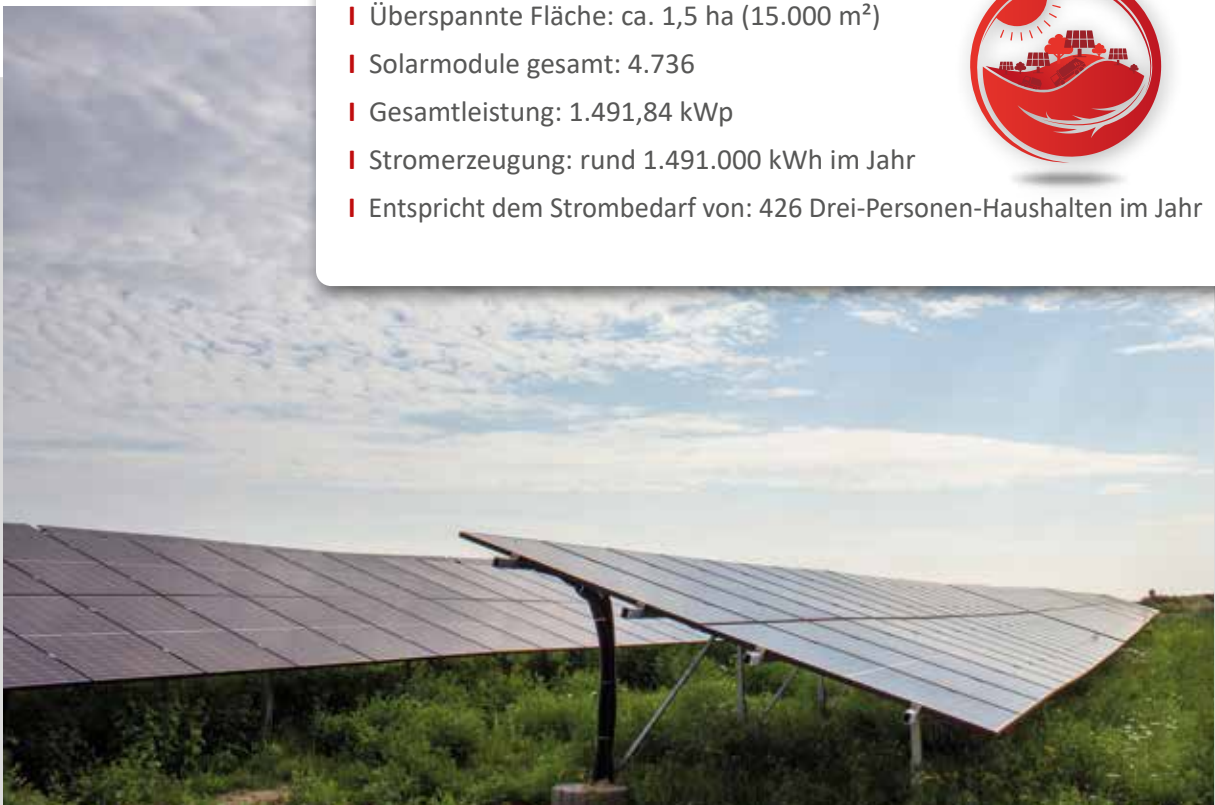 I Überspannte Fläche: ca. 1,5 ha (15.000 m²)
I Solarmodule gesamt: 4.736
I Gesamtleistung: 1.491,84 kWp
I Stromerzeugung: rund 1.491.000 kWh im Jahr
I Entspricht dem Strombedarf von: 426 Drei-Personen-Haushalten im Jahr